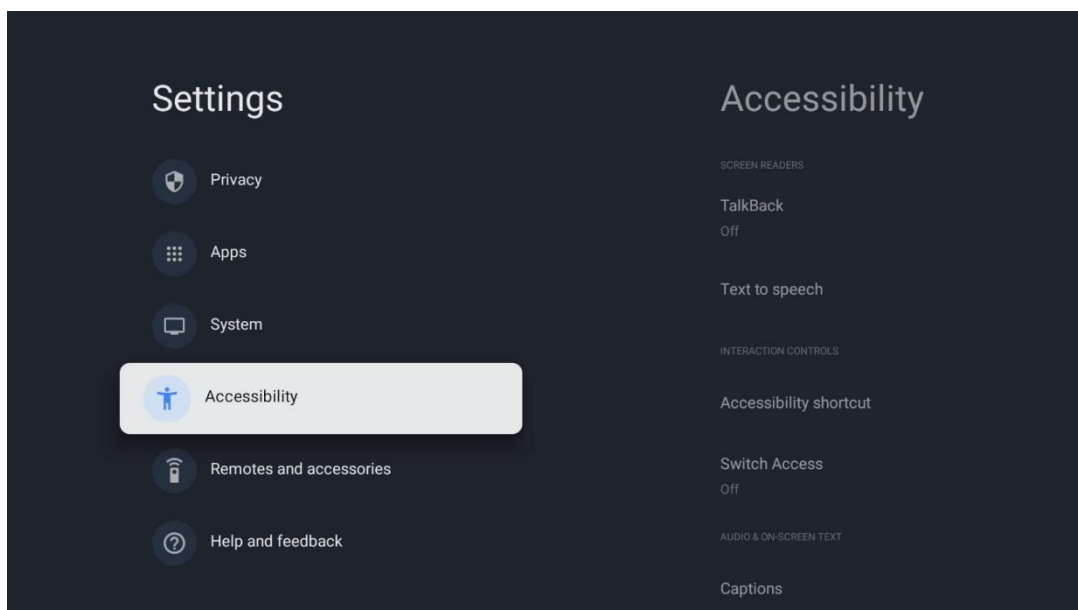 Settings
Privacy
Apps
System
Accessibility
Remotes and accessories
Help and feedback
Accessibility
SCREEN READERS
TalkBack
Off
Text to speech
INTERACTION CONTROLS
Accessibility shortcut
Switch Access
Off
AUDIO & ON-SCREEN TEXT
Captions